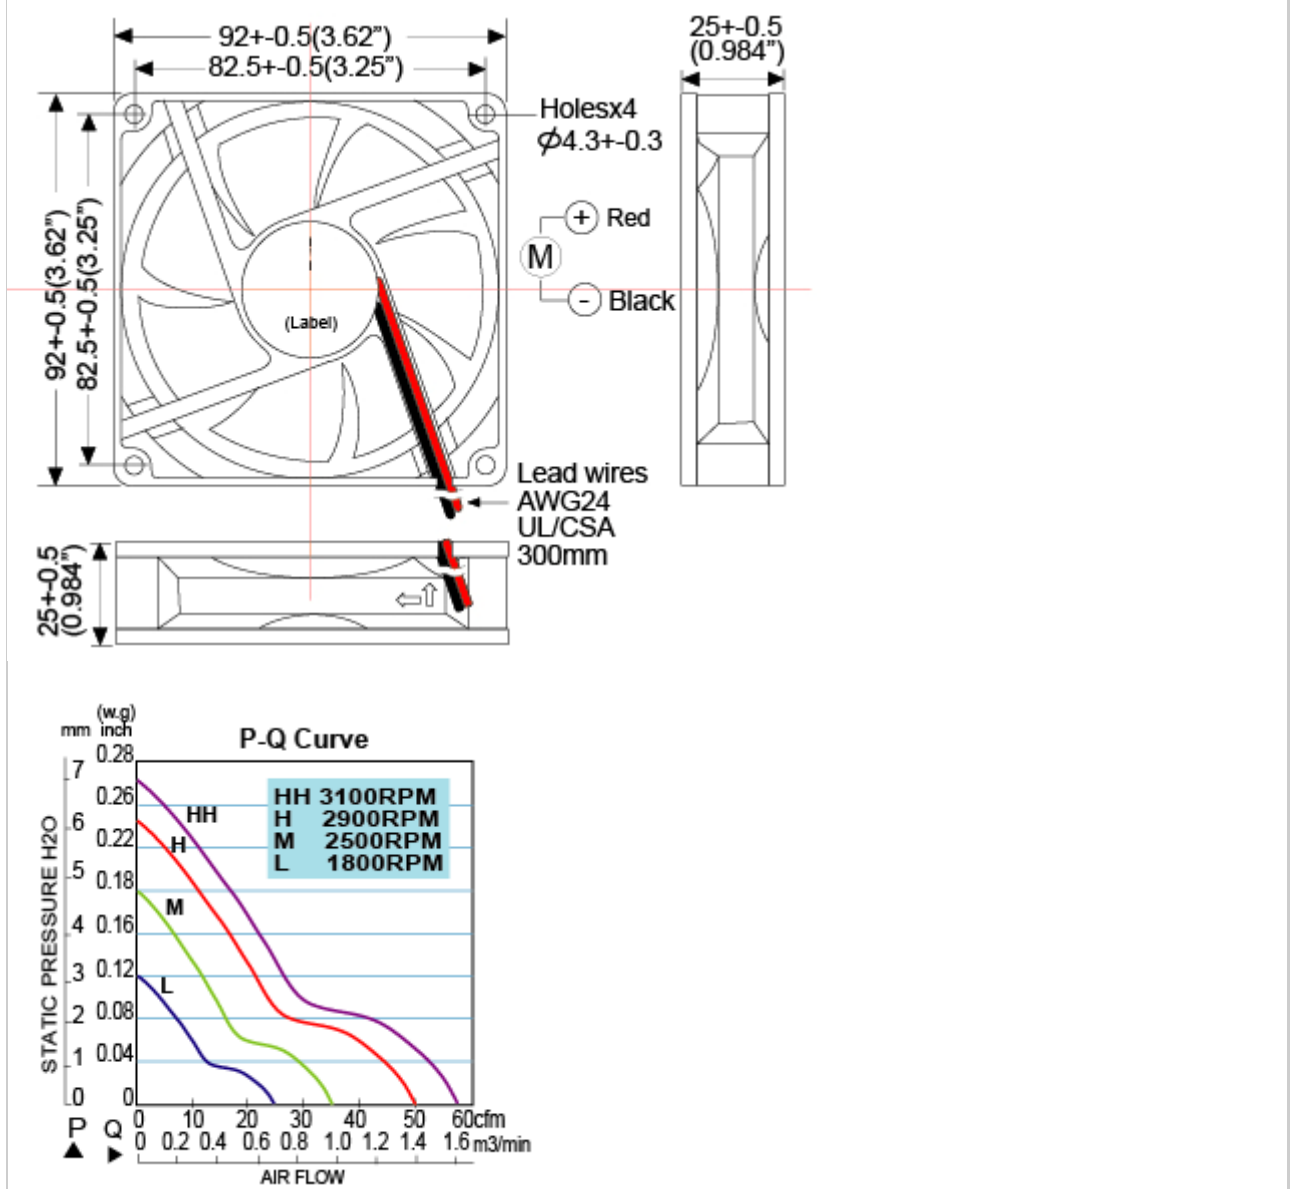 92+-0.5(3.62”)
82.5+-0.5(3.25”)
25+-0.5
(0.984”)
Holesx4
ϕ4.3+-0.3
92+-0.5(3.62”)
82.5+-0.5(3.25”)
+ Red
M
- Black
(Label)
Lead wires
AWG24
UL/CSA
300mm
25+-0.5
(0.984”)
P-Q Curve
(w.g)
mm inch
STATIC PRESSURE H2O
7 0.28
0.26
6 0.22
5 0.18
4 0.16
3 0.12
2 0.08
1 0.04
0 0
HH 3100RPM
H 2900RPM
M 2500RPM
L 1800RPM
HH
H
M
L
P Q
0 10 20 30 40 50 60cfm
0 0.2 0.4 0.6 0.8 1.0 1.2 1.4 1.6 m3/min
AIR FLOW